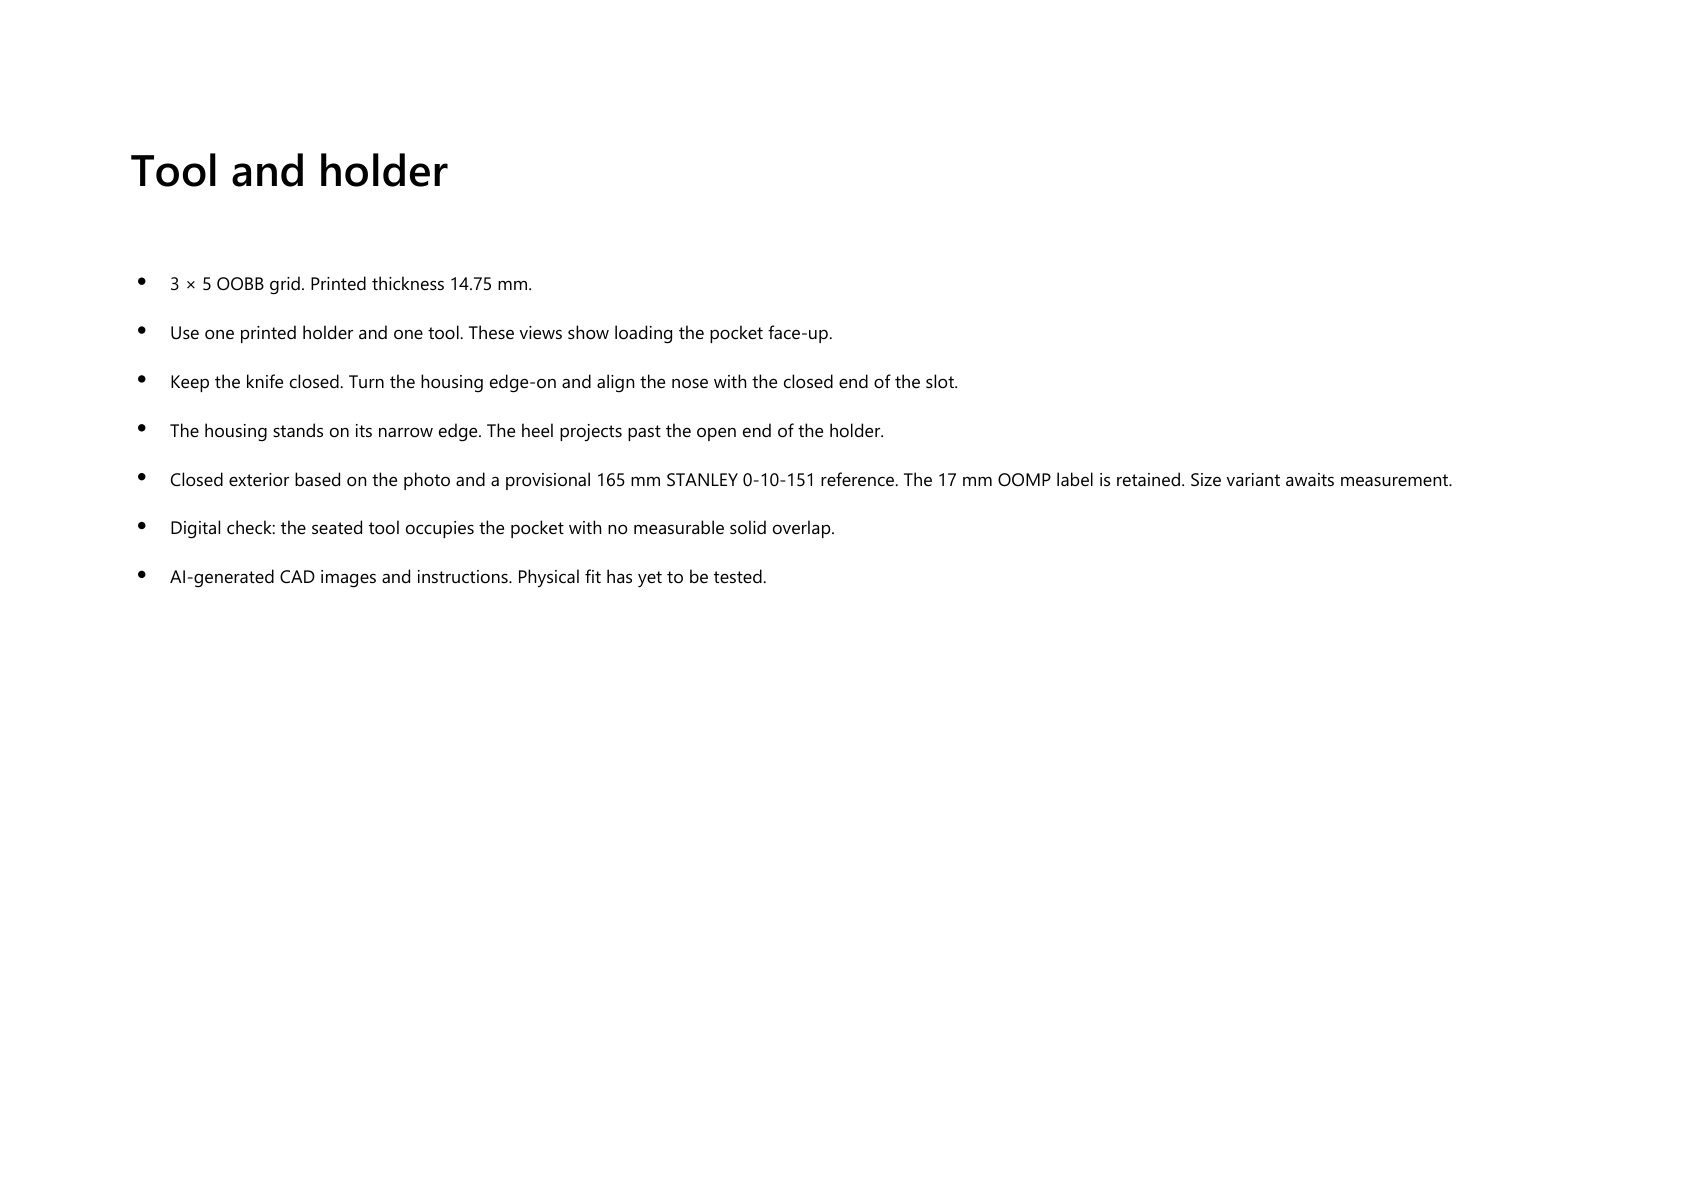 Tool and holder
• 3 × 5 OOBB grid. Printed thickness 14.75 mm.
• Use one printed holder and one tool. These views show loading the pocket face-up.
• Keep the knife closed. Turn the housing edge-on and align the nose with the closed end of the slot.
• The housing stands on its narrow edge. The heel projects past the open end of the holder.
• Closed exterior based on the photo and a provisional 165 mm STANLEY 0-10-151 reference. The 17 mm OOMP label is retained. Size variant awaits measurement.
• Digital check: the seated tool occupies the pocket with no measurable solid overlap.
• AI-generated CAD images and instructions. Physical fit has yet to be tested.